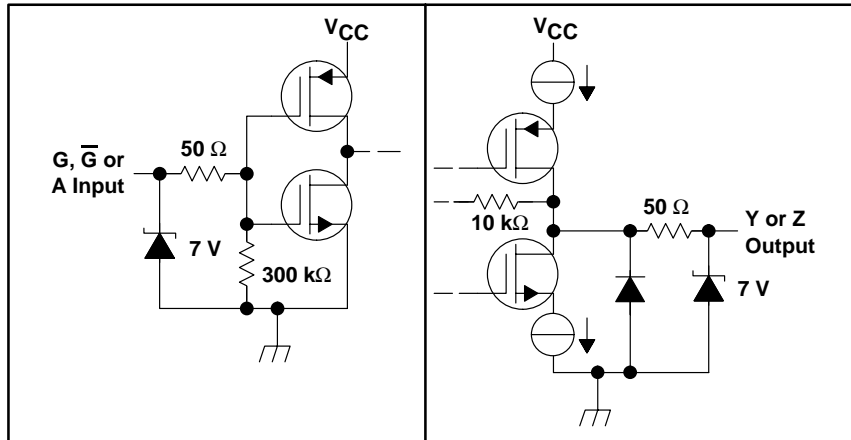 VCC
50 Ω
G, G̅ or
A Input
7 V
300 kΩ
VCC
10 kΩ
50 Ω
Y or Z
Output
7 V